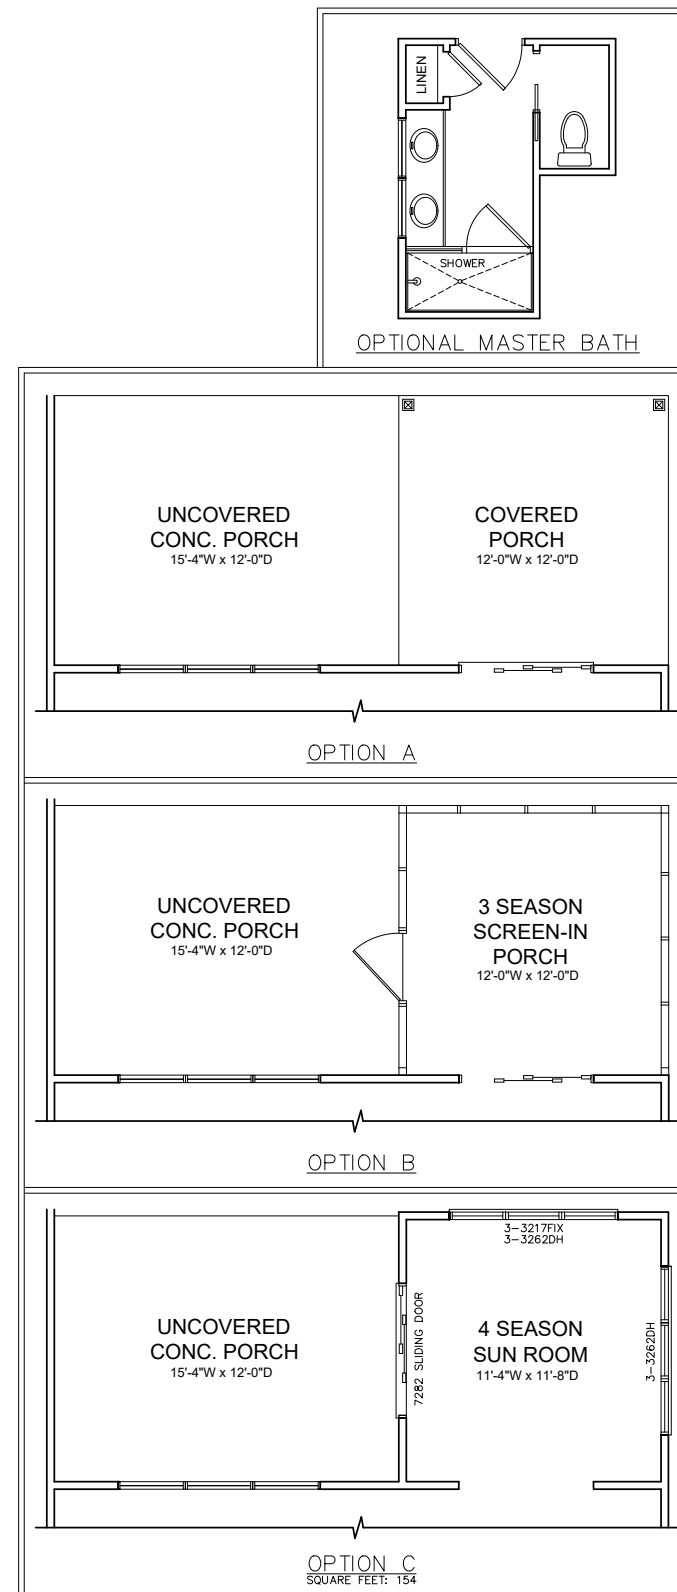 LINEN
SHOWER
OPTIONAL MASTER BATH
UNCOVERED
CONC. PORCH
15'-4"W x 12'-0"D
COVERED
PORCH
12'-0"W x 12'-0"D
OPTION A
UNCOVERED
CONC. PORCH
15'-4"W x 12'-0"D
3 SEASON
SCREEN-IN
PORCH
12'-0"W x 12'-0"D
OPTION B
3-3217FIX
3-3262DH
UNCOVERED
CONC. PORCH
15'-4"W x 12'-0"D
7282 SLIDING DOOR
4 SEASON
SUN ROOM
11'-4"W x 11'-8"D
3-3262DH
OPTION C
SQUARE FEET: 154